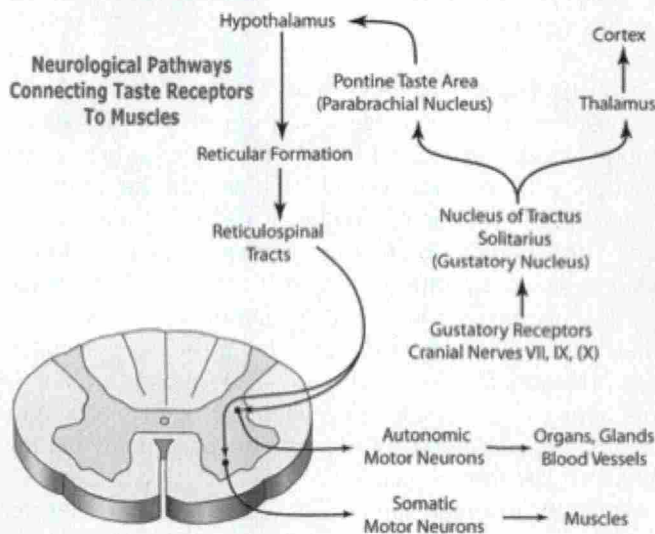 Neurological Pathways
Connecting Taste Receptors
To Muscles
Hypothalamus
Cortex
Pontine Taste Area
(Parabrachial Nucleus)
Thalamus
Reticular Formation
Reticulospinal
Tracts
Nucleus of Tractus
Solitarius
(Gustatory Nucleus)
Gustatory Receptors
Cranial Nerves VII, IX, (X)
Autonomic
Motor Neurons
Organs, Glands
Blood Vessels
Somatic
Motor Neurons
Muscles